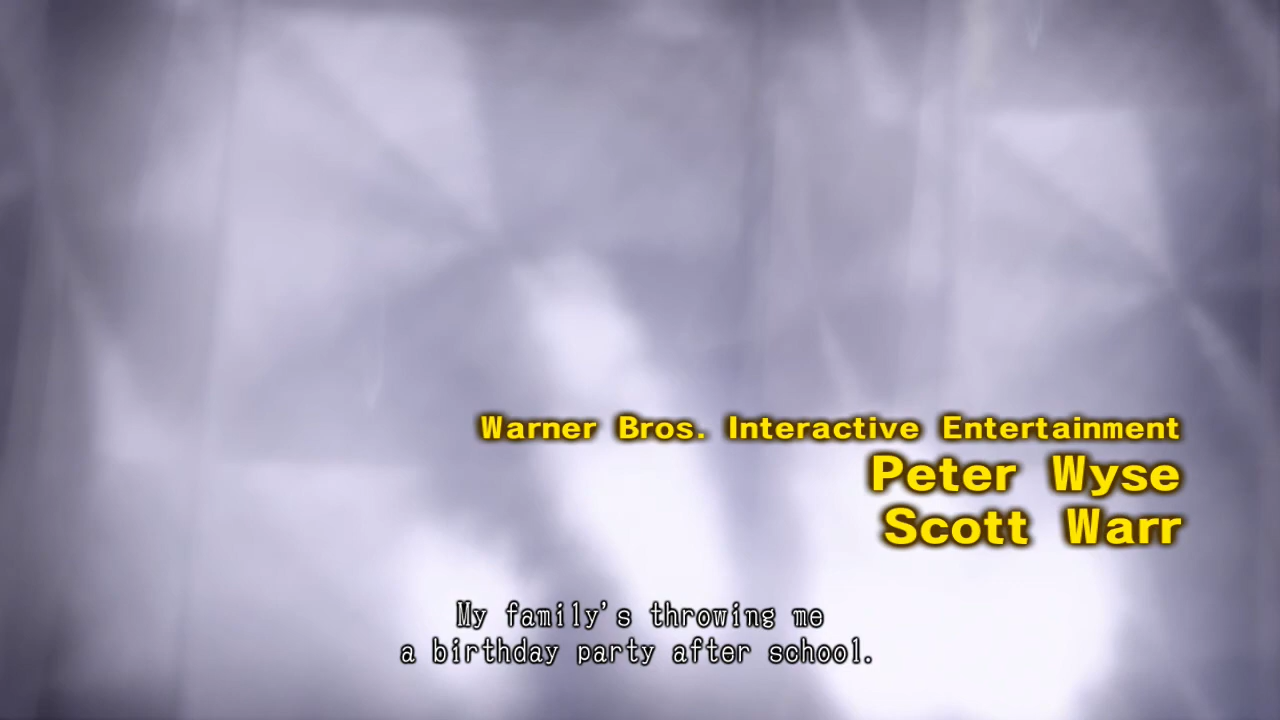 Warner Bros. Interactive Entertainment
Peter Wyse
Scott Warr
My family's throwing me
a birthday party after school.